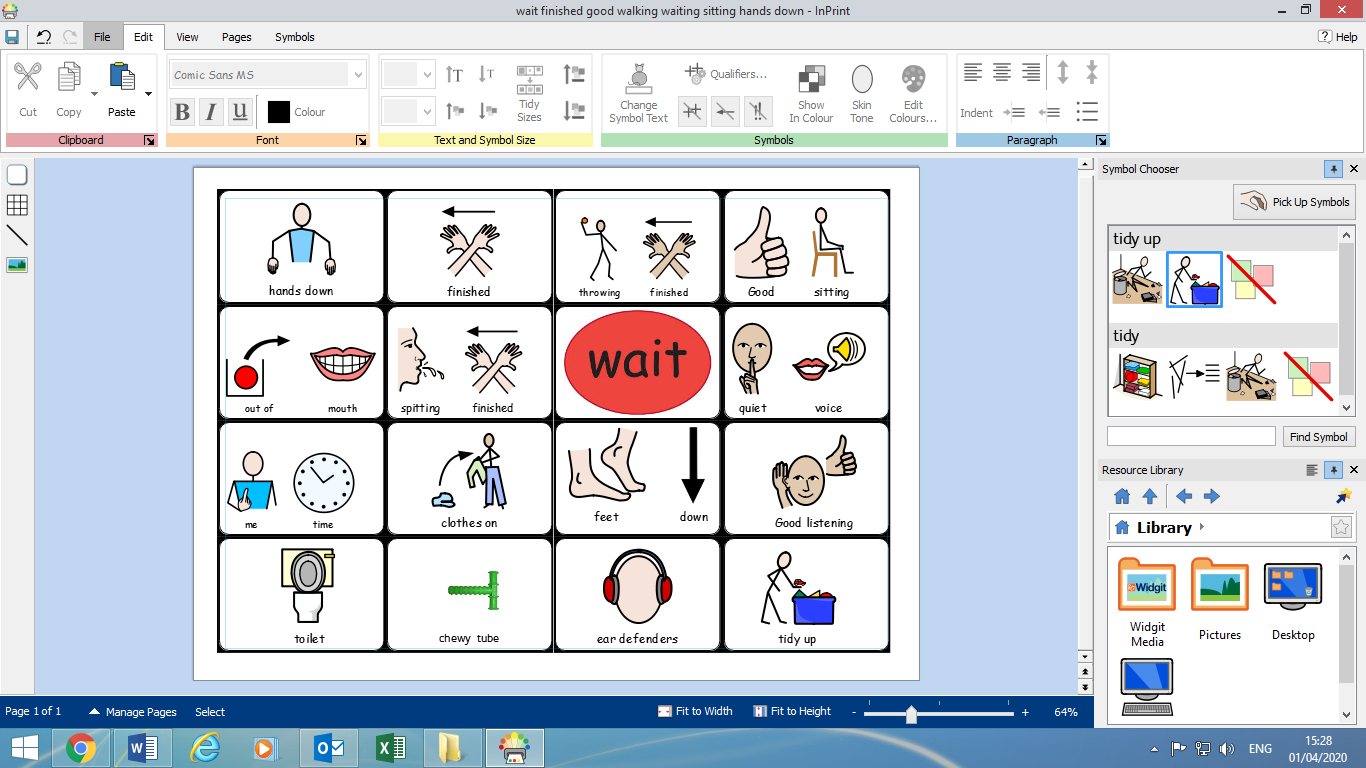 wait finished good walking waiting sitting hands down - InPrint
File Edit View Pages Symbols Help
Cut Copy Paste
Clipboard
Comic Sans MS
B I U Colour
Font
Tidy
Sizes
Text and Symbol Size
Change
Symbol Text
Qualifiers...
Show
In Colour
Skin
Tone
Edit
Colours...
Symbols
Indent
Paragraph
hands down
finished
throwing finished
Good sitting
out of mouth
spitting finished
wait
quiet voice
me time
clothes on
feet down
Good listening
toilet
chewy tube
ear defenders
tidy up
Symbol Chooser
Pick Up Symbols
tidy up
tidy
Find Symbol
Resource Library
Library
Widgit
Widgit
Media
Pictures
Desktop
Page 1 of 1 Manage Pages Select Fit to Width Fit to Height - + 64%
ENG
15:28
01/04/2020